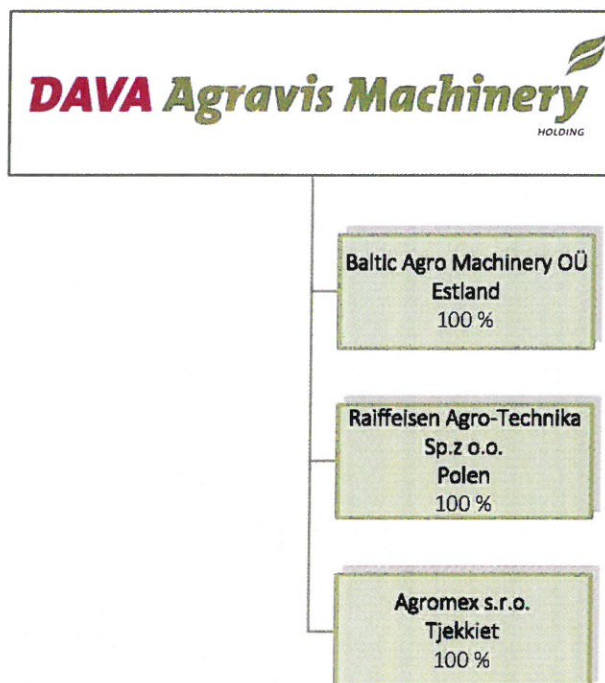 DAVA Agravis Machinery
HOLDING
Baltic Agro Machinery OÜ
Estland
100 %
Raiffeisen Agro-Technika
Sp.z o.o.
Polen
100 %
Agromex s.r.o.
Tjekkiet
100 %